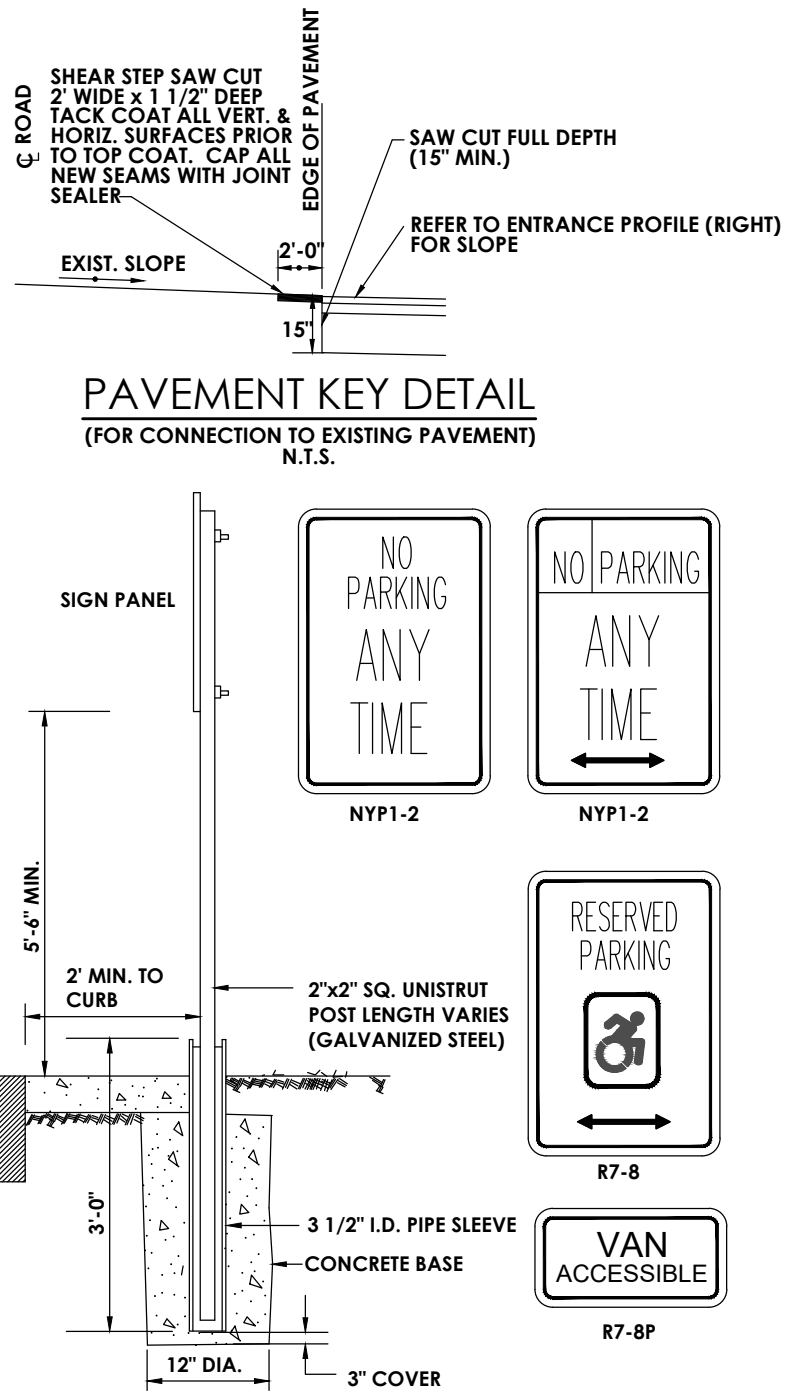 ℄ ROAD
SHEAR STEP SAW CUT
2' WIDE x 1 1/2" DEEP
TACK COAT ALL VERT. &
HORIZ. SURFACES PRIOR
TO TOP COAT. CAP ALL
NEW SEAMS WITH JOINT
SEALER
EDGE OF PAVEMENT
SAW CUT FULL DEPTH
(15" MIN.)
REFER TO ENTRANCE PROFILE (RIGHT)
FOR SLOPE
2'-0"
EXIST. SLOPE
15"
PAVEMENT KEY DETAIL
(FOR CONNECTION TO EXISTING PAVEMENT)
N.T.S.
SIGN PANEL
5'-6" MIN.
2' MIN. TO
CURB
2"x2" SQ. UNISTRUT
POST LENGTH VARIES
(GALVANIZED STEEL)
3'-0"
3 1/2" I.D. PIPE SLEEVE
CONCRETE BASE
12" DIA.
3" COVER
NO
PARKING
ANY
TIME
NYP1-2
NO PARKING
ANY
TIME
NYP1-2
RESERVED
PARKING
R7-8
VAN
ACCESSIBLE
R7-8P